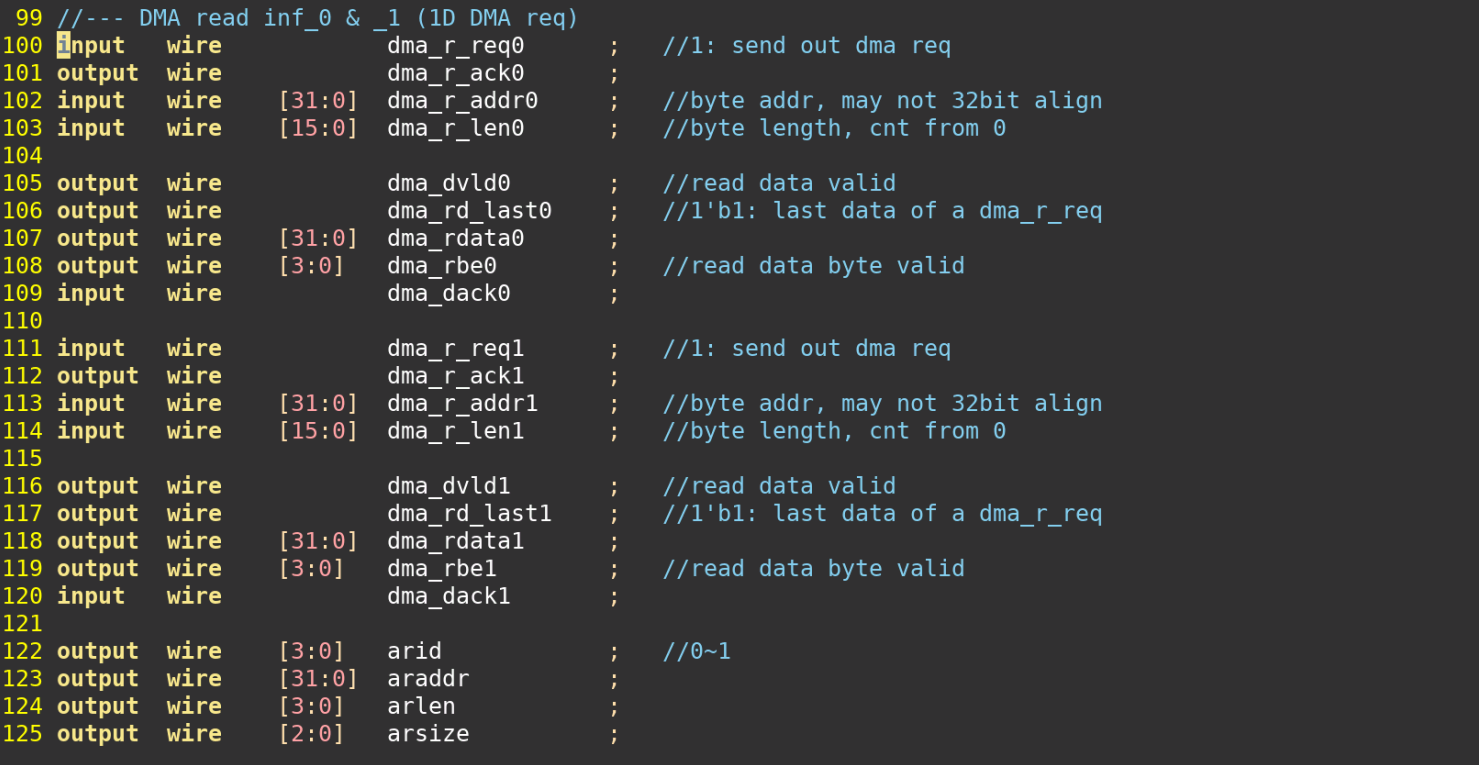 99 //--- DMA read inf_0 & _1 (1D DMA req)
100 input wire dma_r_req0 ; //1: send out dma req
101 output wire dma_r_ack0 ;
102 input wire [31:0] dma_r_addr0 ; //byte addr, may not 32bit align
103 input wire [15:0] dma_r_len0 ; //byte length, cnt from 0
104
105 output wire dma_dvld0 ; //read data valid
106 output wire dma_rd_last0 ; //1'b1: last data of a dma_r_req
107 output wire [31:0] dma_rdata0 ;
108 output wire [3:0] dma_rbe0 ; //read data byte valid
109 input wire dma_dack0 ;
110
111 input wire dma_r_req1 ; //1: send out dma req
112 output wire dma_r_ack1 ;
113 input wire [31:0] dma_r_addr1 ; //byte addr, may not 32bit align
114 input wire [15:0] dma_r_len1 ; //byte length, cnt from 0
115
116 output wire dma_dvld1 ; //read data valid
117 output wire dma_rd_last1 ; //1'b1: last data of a dma_r_req
118 output wire [31:0] dma_rdata1 ;
119 output wire [3:0] dma_rbe1 ; //read data byte valid
120 input wire dma_dack1 ;
121
122 output wire [3:0] arid ; //0~1
123 output wire [31:0] araddr ;
124 output wire [3:0] arlen ;
125 output wire [2:0] arsize ;